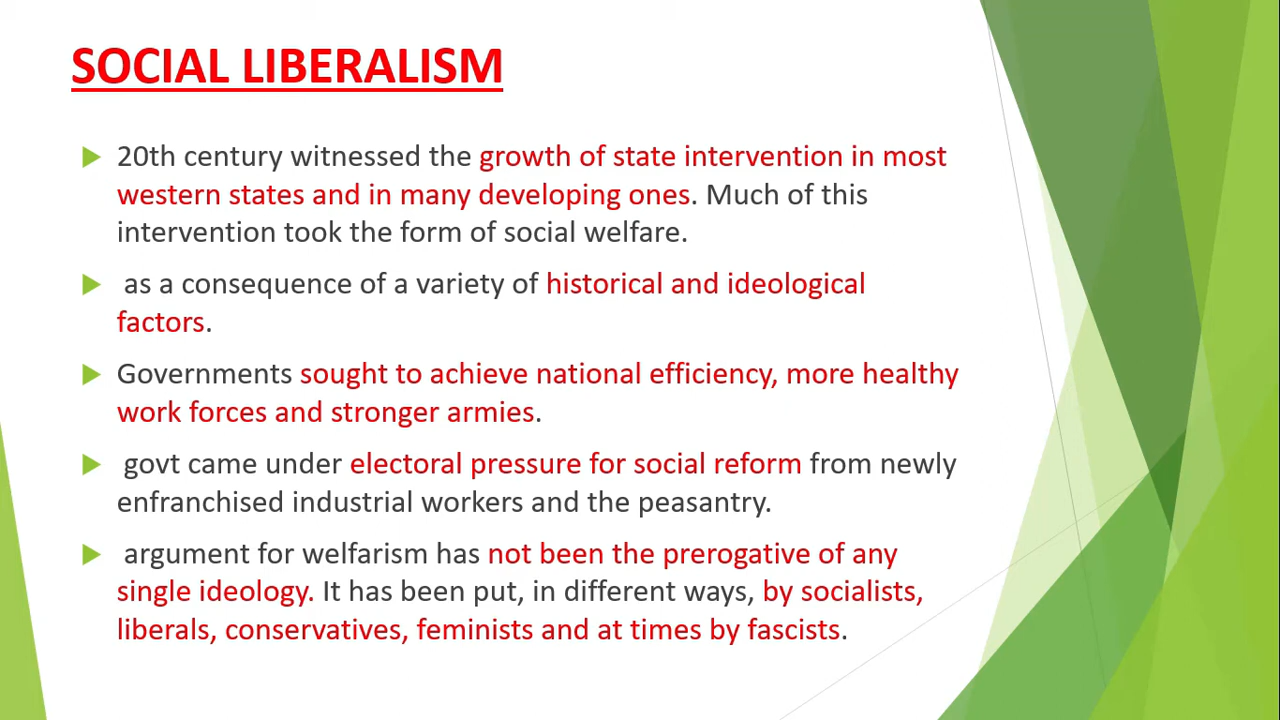 SOCIAL LIBERALISM
20th century witnessed the growth of state intervention in most
western states and in many developing ones. Much of this
intervention took the form of social welfare.
as a consequence of a variety of historical and ideological
factors.
Governments sought to achieve national efficiency, more healthy
work forces and stronger armies.
govt came under electoral pressure for social reform from newly
enfranchised industrial workers and the peasantry.
argument for welfarism has not been the prerogative of any
single ideology. It has been put, in different ways, by socialists,
liberals, conservatives, feminists and at times by fascists.